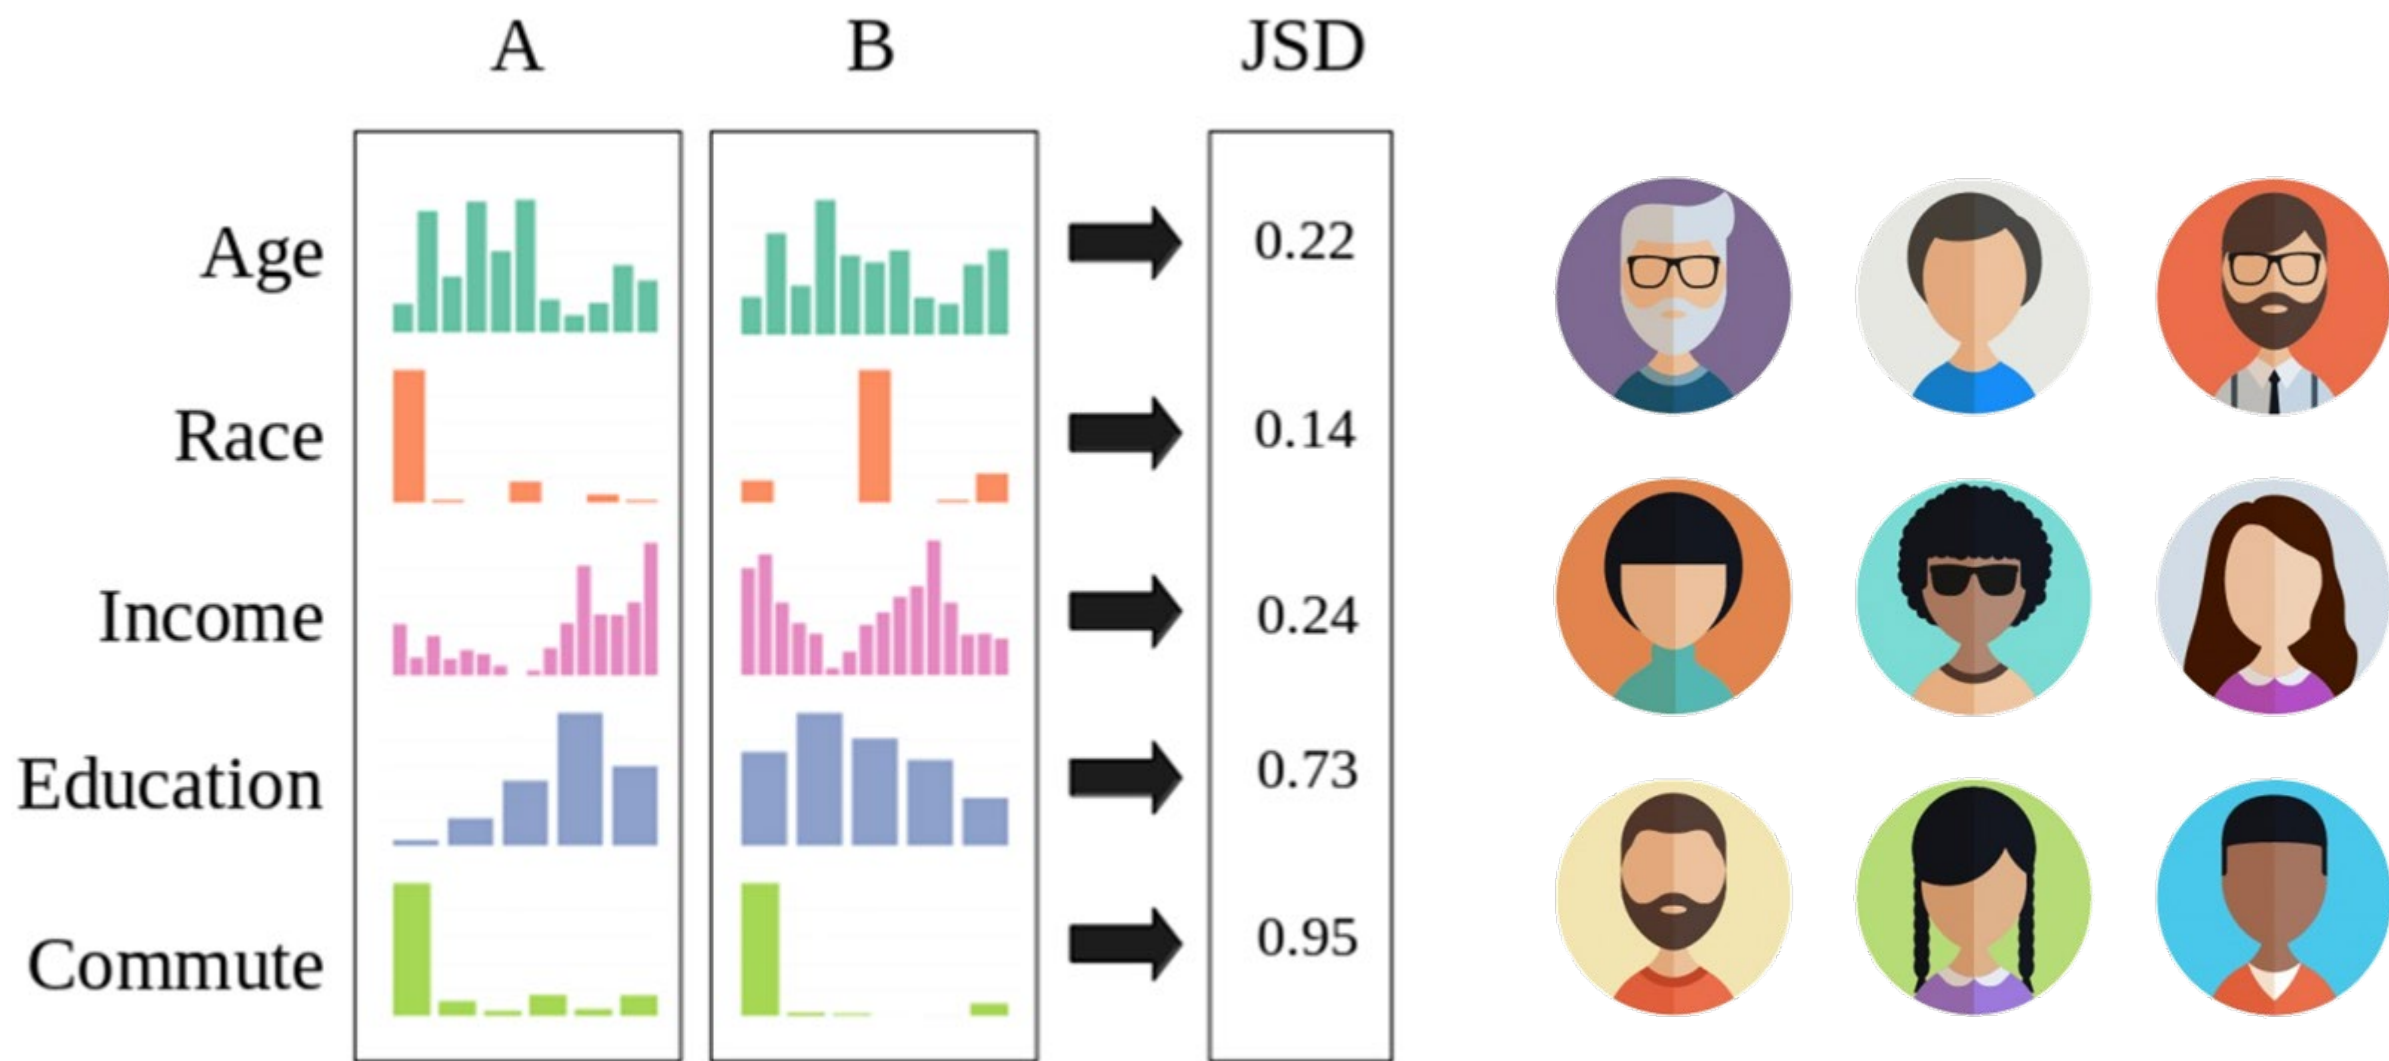 A B JSD
Age 0.22
Race 0.14
Income 0.24
Education 0.73
Commute 0.95